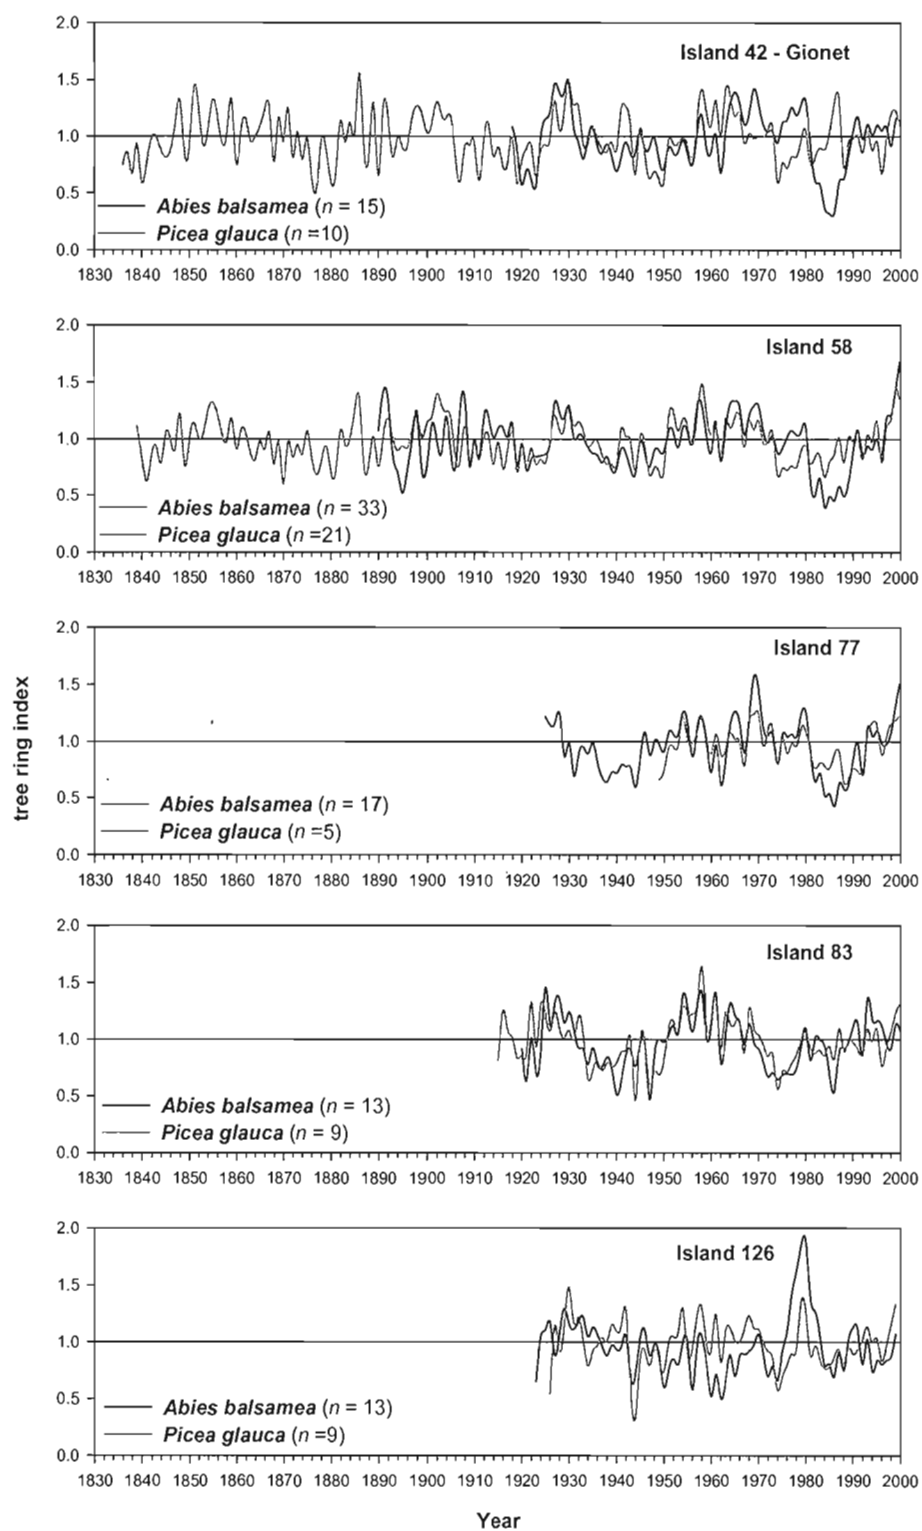 2.0
Island 42 - Gionet
1.5
1.0
0.5
Abies balsamea (n = 15)
Picea glauca (n =10)
0.0
1830 1840 1850 1860 1870 1880 1890 1900 1910 1920 1930 1940 1950 1960 1970 1980 1990 2000
2.0
Island 58
1.5
1.0
0.5
Abies balsamea (n = 33)
Picea glauca (n =21)
0.0
1830 1840 1850 1860 1870 1880 1890 1900 1910 1920 1930 1940 1950 1960 1970 1980 1990 2000
2.0
Island 77
1.5
1.0
0.5
Abies balsamea (n = 17)
Picea glauca (n =5)
0.0
1830 1840 1850 1860 1870 1880 1890 1900 1910 1920 1930 1940 1950 1960 1970 1980 1990 2000
tree ring index
2.0
Island 83
1.5
1.0
0.5
Abies balsamea (n = 13)
Picea glauca (n = 9)
0.0
1830 1840 1850 1860 1870 1880 1890 1900 1910 1920 1930 1940 1950 1960 1970 1980 1990 2000
2.0
Island 126
1.5
1.0
0.5
Abies balsamea (n = 13)
Picea glauca (n =9)
0.0
1830 1840 1850 1860 1870 1880 1890 1900 1910 1920 1930 1940 1950 1960 1970 1980 1990 2000
Year